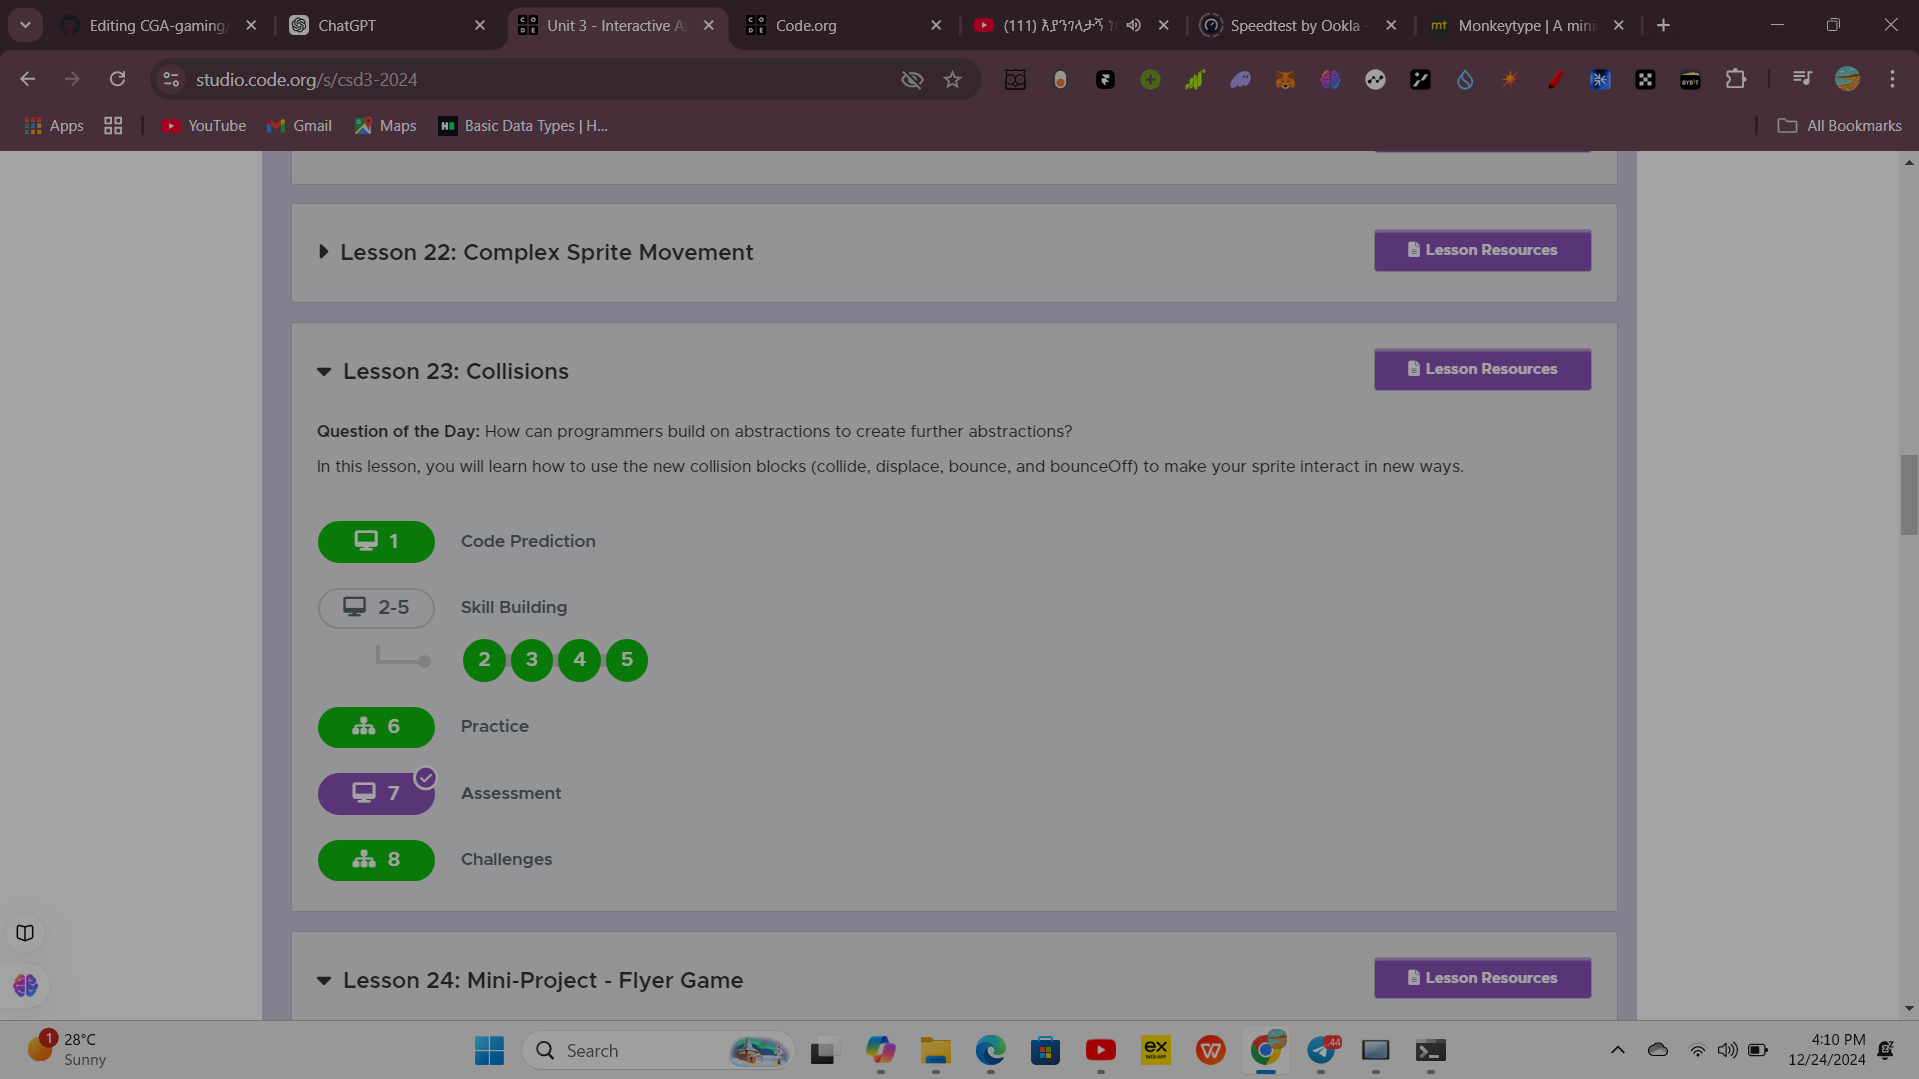 Editing CGA-gaming/
ChatGPT
Unit 3 - Interactive A
Code.org
(111) እያንገላታኝ
Speedtest by Ookla -
Monkeytype | A mini
studio.code.org/s/csd3-2024
Apps
YouTube
Gmail
Maps
Basic Data Types | H...
All Bookmarks
Lesson 22: Complex Sprite Movement
Lesson Resources
Lesson 23: Collisions
Lesson Resources
Question of the Day: How can programmers build on abstractions to create further abstractions?
In this lesson, you will learn how to use the new collision blocks (collide, displace, bounce, and bounceOff) to make your sprite interact in new ways.
1 Code Prediction
2-5 Skill Building
2 3 4 5
6 Practice
7 Assessment
8 Challenges
Lesson 24: Mini-Project - Flyer Game
Lesson Resources
1
28°C
Sunny
Search
ex
WEB APP
44
4:10 PM
12/24/2024